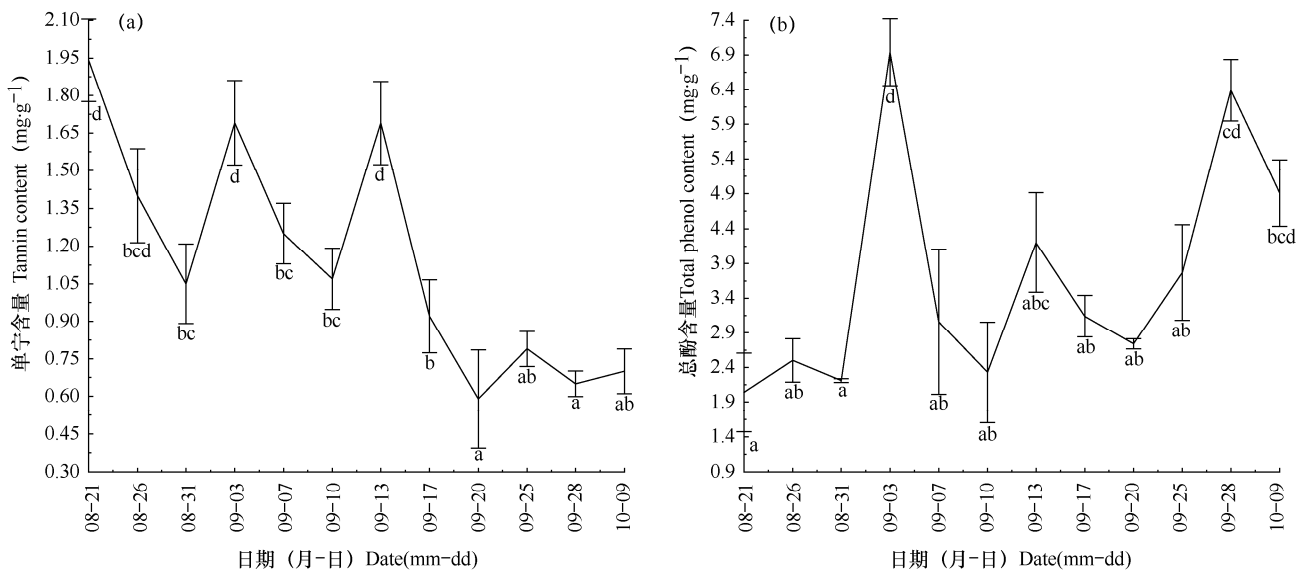 (a)
单宁含量 Tannin content (mg·g⁻¹)
2.10
1.95
1.80
1.65
1.50
1.35
1.20
1.05
0.90
0.75
0.60
0.45
0.30
d
bcd
bc
d
bc
bc
d
b
a
ab
a
ab
08-21
08-26
08-31
09-03
09-07
09-10
09-13
09-17
09-20
09-25
09-28
10-09
日期（月-日）Date(mm-dd)
(b)
总酚含量Total phenol content (mg·g⁻¹)
7.4
6.9
6.4
5.9
5.4
4.9
4.4
3.9
3.4
2.9
2.4
1.9
1.4
0.9
a
ab
a
d
ab
ab
abc
ab
ab
ab
cd
bcd
08-21
08-26
08-31
09-03
09-07
09-10
09-13
09-17
09-20
09-25
09-28
10-09
日期（月-日）Date(mm-dd)